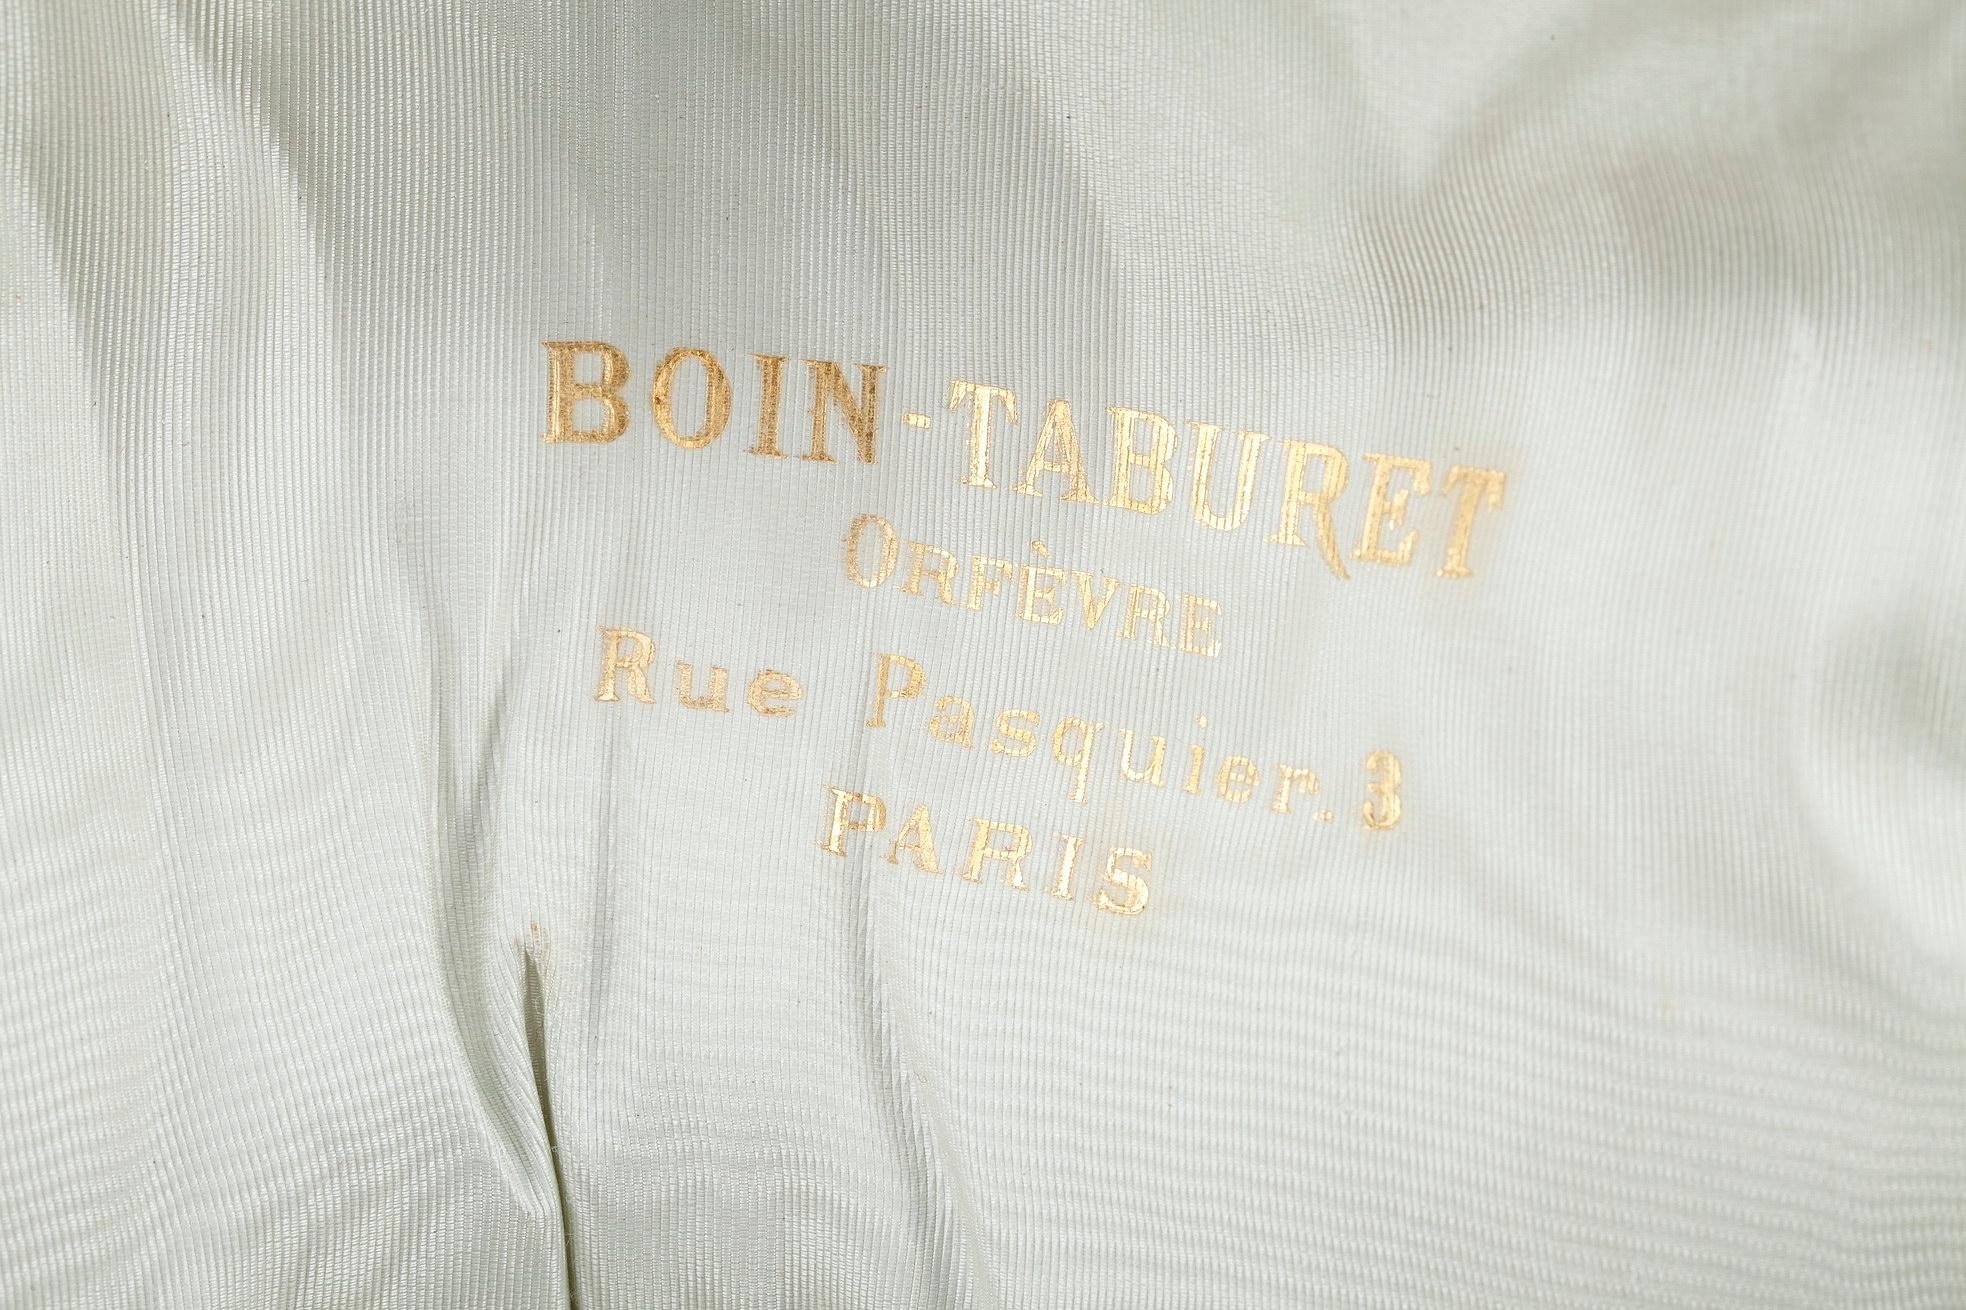 BOIN-TABURET
ORFÈVRE
Rue Pasquier. 3
PARIS